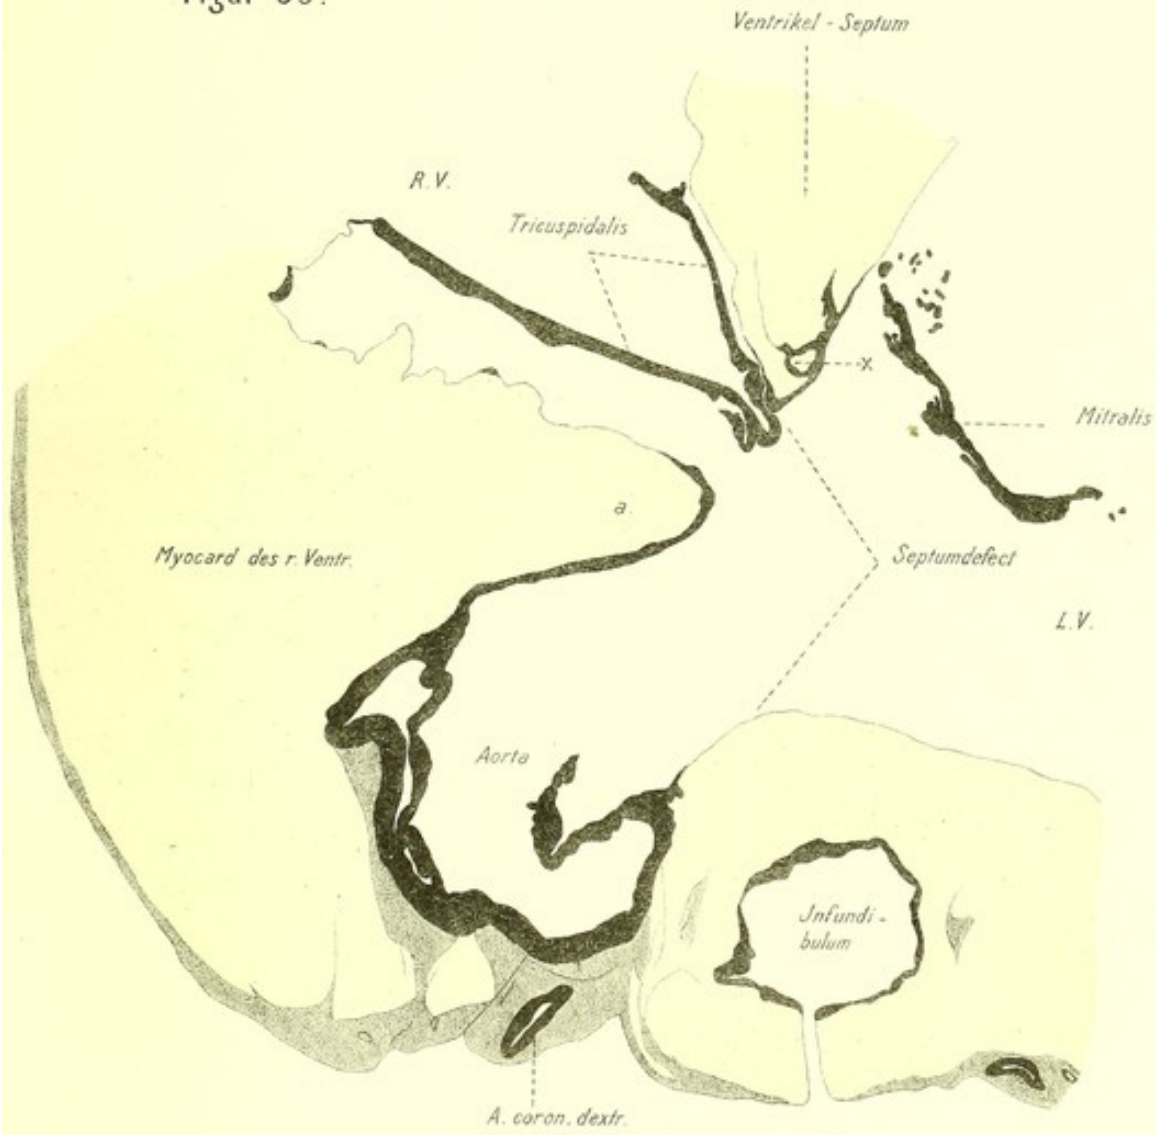 Ventrikel - Septum
R.V.
Tricuspidalis
x
Mitralis
a.
Myocard des r. Ventr.
Septumdefect
L.V.
Aorta
Jnfundi -
bulum
A. coron. dextr.